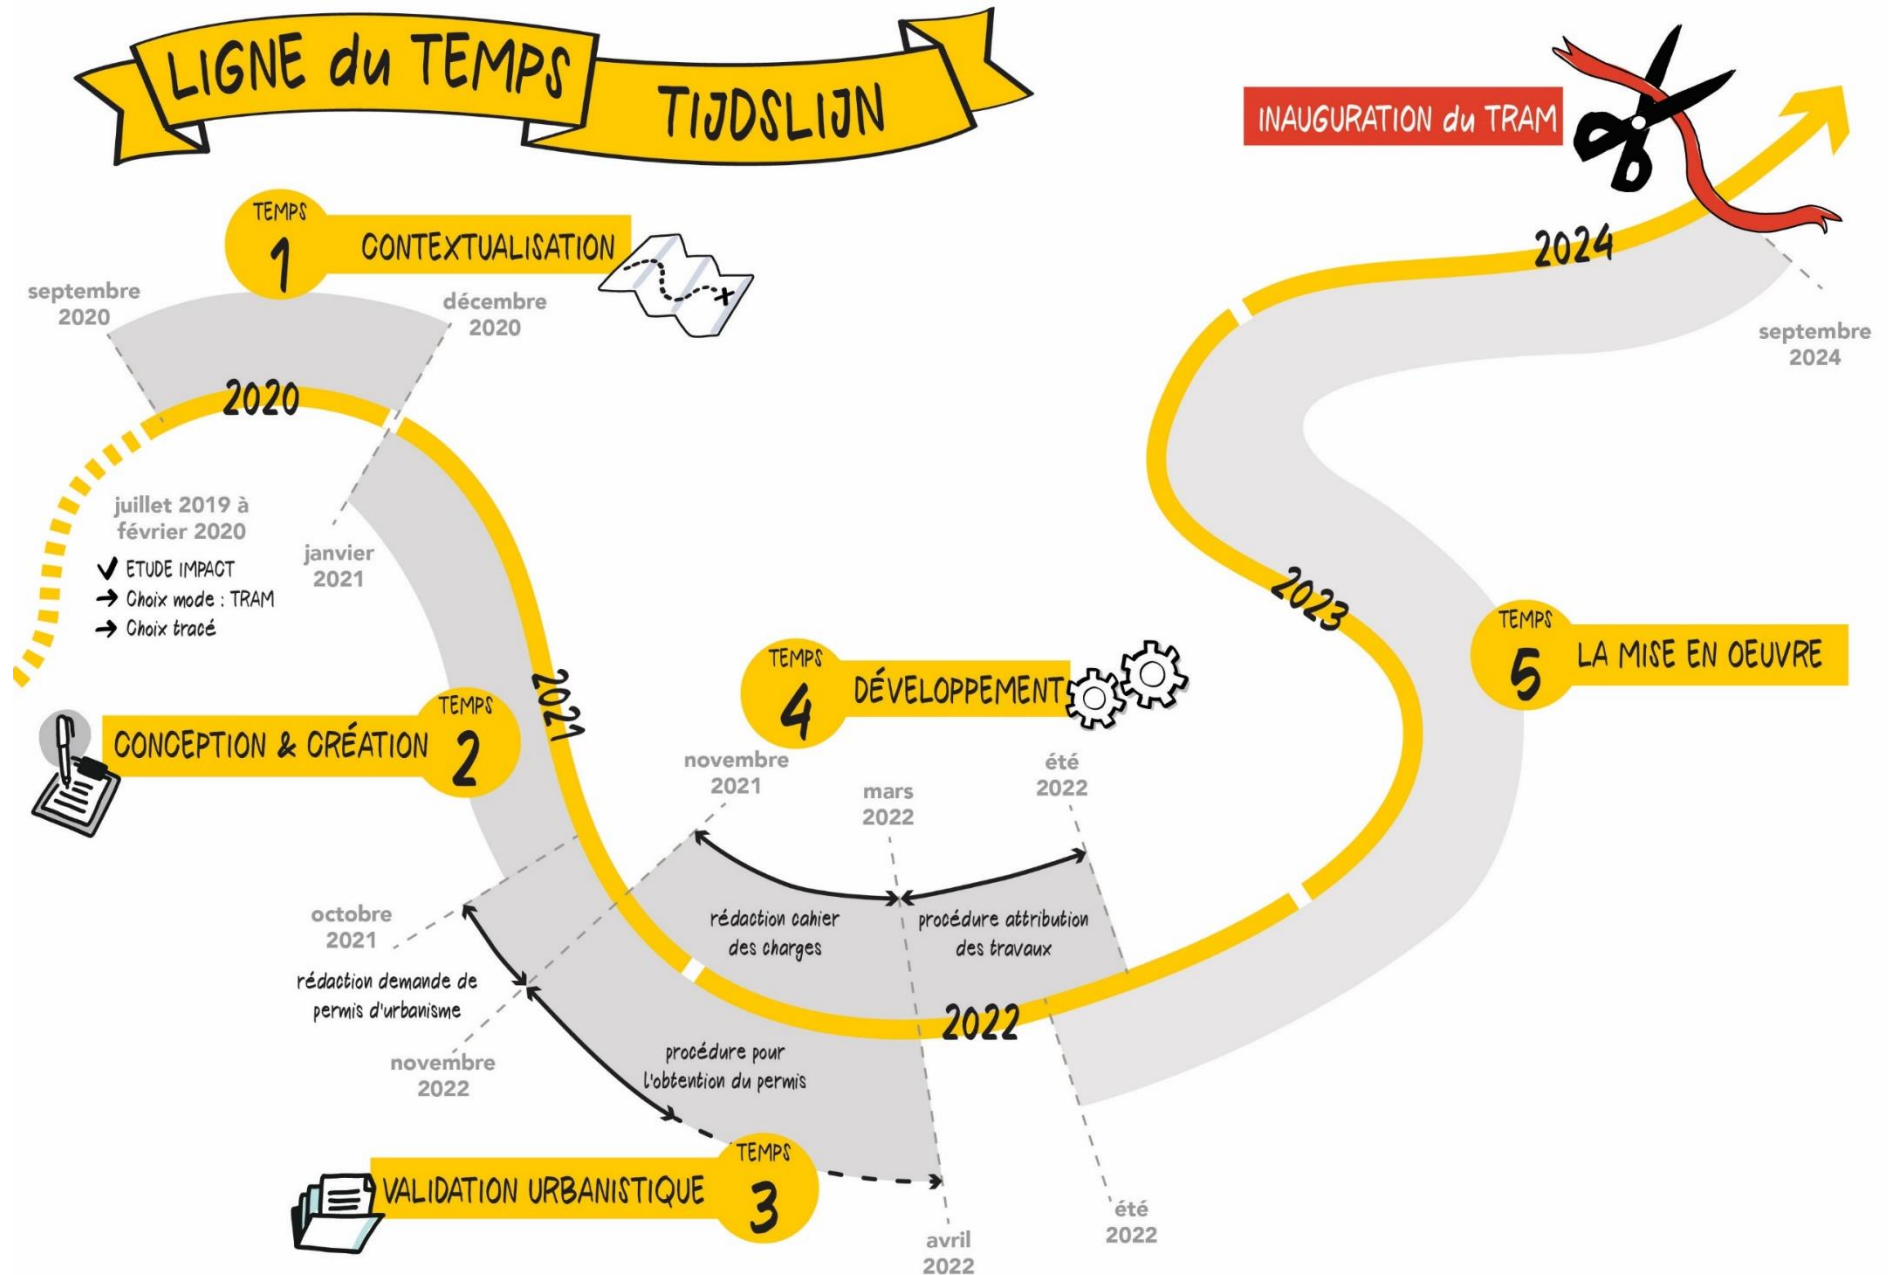 LIGNE du TEMPS
TIJDSLIJN
INAUGURATION du TRAM
TEMPS
1
CONTEXTUALISATION
septembre
2020
décembre
2020
2020
juillet 2019 à
février 2020
ETUDE IMPACT
Choix mode : TRAM
Choix tracé
janvier
2021
2021
CONCEPTION & CRÉATION
TEMPS
2
octobre
2021
rédaction demande de
permis d'urbanisme
novembre
2022
procédure pour
l'obtention du permis
VALIDATION URBANISTIQUE
TEMPS
3
avril
2022
TEMPS
4
DÉVELOPPEMENT
novembre
2021
mars
2022
été
2022
rédaction cahier
des charges
procédure attribution
des travaux
2022
été
2022
2023
TEMPS
5
LA MISE EN OEUVRE
2024
septembre
2024